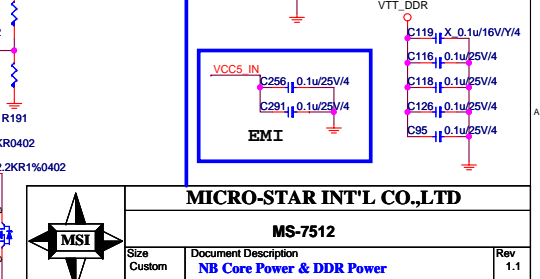 VTT_DDR
C119 X_0.1u/16V/Y/4
VCC5_IN
C116 0.1u/25V/4
C256 0.1u/25V/4
C118 0.1u/25V/4
C291 0.1u/25V/4
C126 0.1u/25V/4
R191
EMI
C95 0.1u/25V/4
A
KR0402
2.2KR1%0402
MICRO-STAR INT'L CO.,LTD
MSI
MS-7512
Size
Custom
Document Description
NB Core Power & DDR Power
Rev
1.1